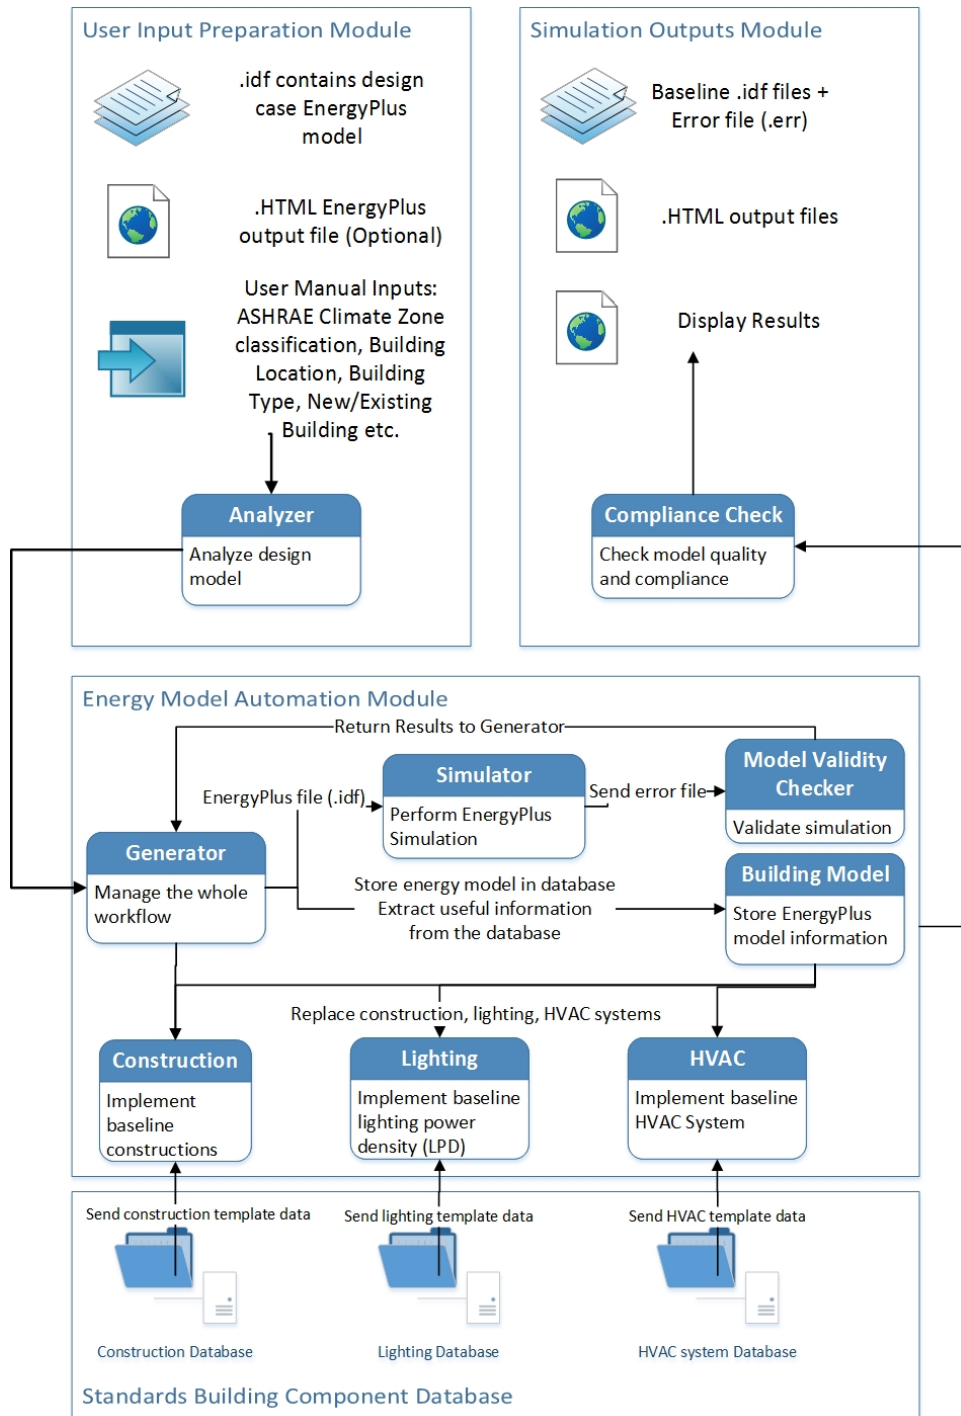 User Input Preparation Module
.idf contains design
case EnergyPlus
model
.HTML EnergyPlus
output file (Optional)
User Manual Inputs:
ASHRAE Climate Zone
classification, Building
Location, Building
Type, New/Existing
Building etc.
Analyzer
Analyze design
model
Simulation Outputs Module
Baseline .idf files +
Error file (.err)
.HTML output files
Display Results
Compliance Check
Check model quality
and compliance
Energy Model Automation Module
Return Results to Generator
Simulator
Perform EnergyPlus
Simulation
EnergyPlus file (.idf)
Send error file
Model Validity
Checker
Validate simulation
Generator
Manage the whole
workflow
Store energy model in database
Extract useful information
from the database
Building Model
Store EnergyPlus
model information
Replace construction, lighting, HVAC systems
Construction
Implement
baseline
constructions
Lighting
Implement baseline
lighting power
density (LPD)
HVAC
Implement baseline
HVAC System
Send construction template data
Send lighting template data
Send HVAC template data
Construction Database
Lighting Database
HVAC system Database
Standards Building Component Database